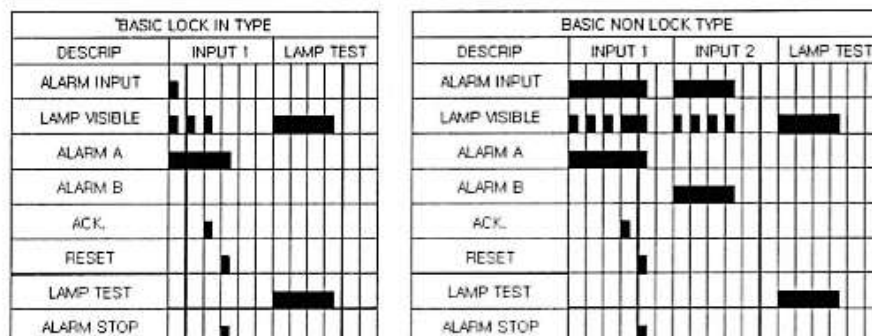 "BASIC LOCK IN TYPE
DESCRIP INPUT 1 LAMP TEST
ALARM INPUT
LAMP VISIBLE
ALARM A
ALARM B
ACK.
RESET
LAMP TEST
ALARM STOP
BASIC NON LOCK TYPE
DESCRIP INPUT 1 INPUT 2 LAMP TEST
ALARM INPUT
LAMP VISIBLE
ALARM A
ALARM B
ACK.
RESET
LAMP TEST
ALARM STOP